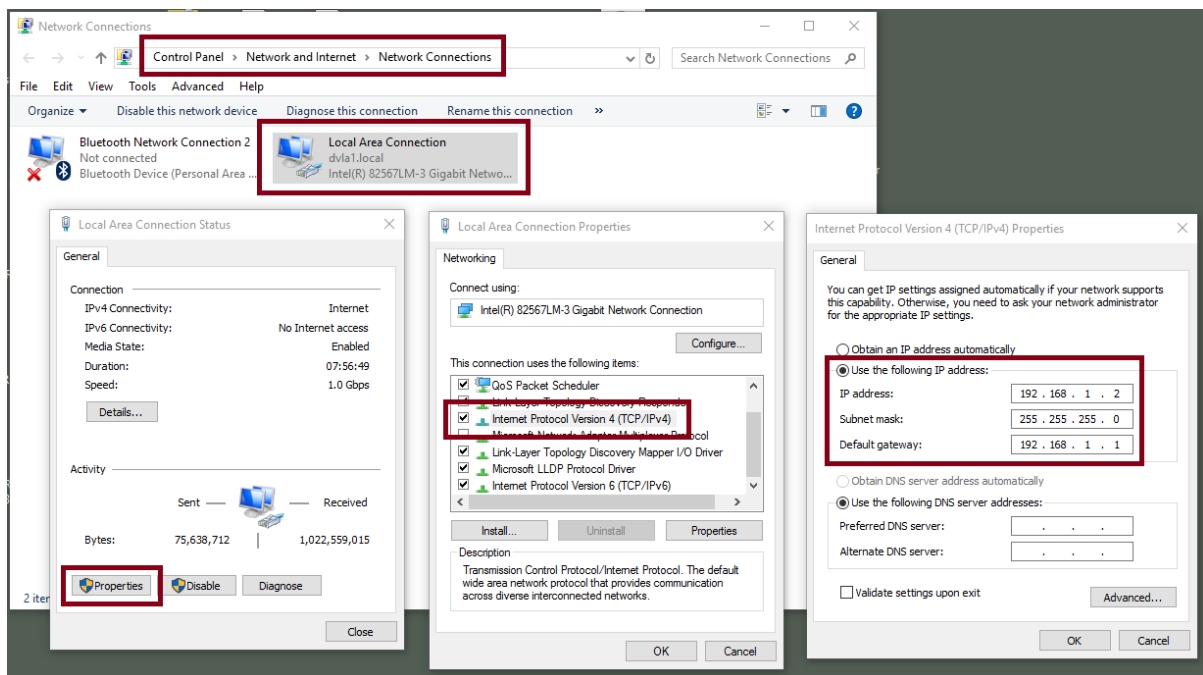 Network Connections
Control Panel > Network and Internet > Network Connections
Search Network Connections
File Edit View Tools Advanced Help
Organize Disable this network device Diagnose this connection Rename this connection »
Bluetooth Network Connection 2
Not connected
Bluetooth Device (Personal Area ...
Local Area Connection
dvla1.local
Intel(R) 82567LM-3 Gigabit Netwo...
Local Area Connection Status
General
Connection
IPv4 Connectivity: Internet
IPv6 Connectivity: No Internet access
Media State: Enabled
Duration: 07:56:49
Speed: 1.0 Gbps
Details...
Activity
Sent — — Received
Bytes: 75,638,712 | 1,022,559,015
Properties Disable Diagnose
2 iter
Close
Local Area Connection Properties
Networking
Connect using:
Intel(R) 82567LM-3 Gigabit Network Connection
Configure...
This connection uses the following items:
QoS Packet Scheduler
Link-Layer Topology Discovery Responder
Internet Protocol Version 4 (TCP/IPv4)
Microsoft Network Adapter Multiplexor Protocol
Link-Layer Topology Discovery Mapper I/O Driver
Microsoft LLDP Protocol Driver
Internet Protocol Version 6 (TCP/IPv6)
Install... Uninstall Properties
Description
Transmission Control Protocol/Internet Protocol. The default
wide area network protocol that provides communication
across diverse interconnected networks.
OK Cancel
Internet Protocol Version 4 (TCP/IPv4) Properties
General
You can get IP settings assigned automatically if your network supports
this capability. Otherwise, you need to ask your network administrator
for the appropriate IP settings.
Obtain an IP address automatically
Use the following IP address:
IP address: 192 . 168 . 1 . 2
Subnet mask: 255 . 255 . 255 . 0
Default gateway: 192 . 168 . 1 . 1
Obtain DNS server address automatically
Use the following DNS server addresses:
Preferred DNS server: . . .
Alternate DNS server: . . .
Validate settings upon exit
Advanced...
OK Cancel